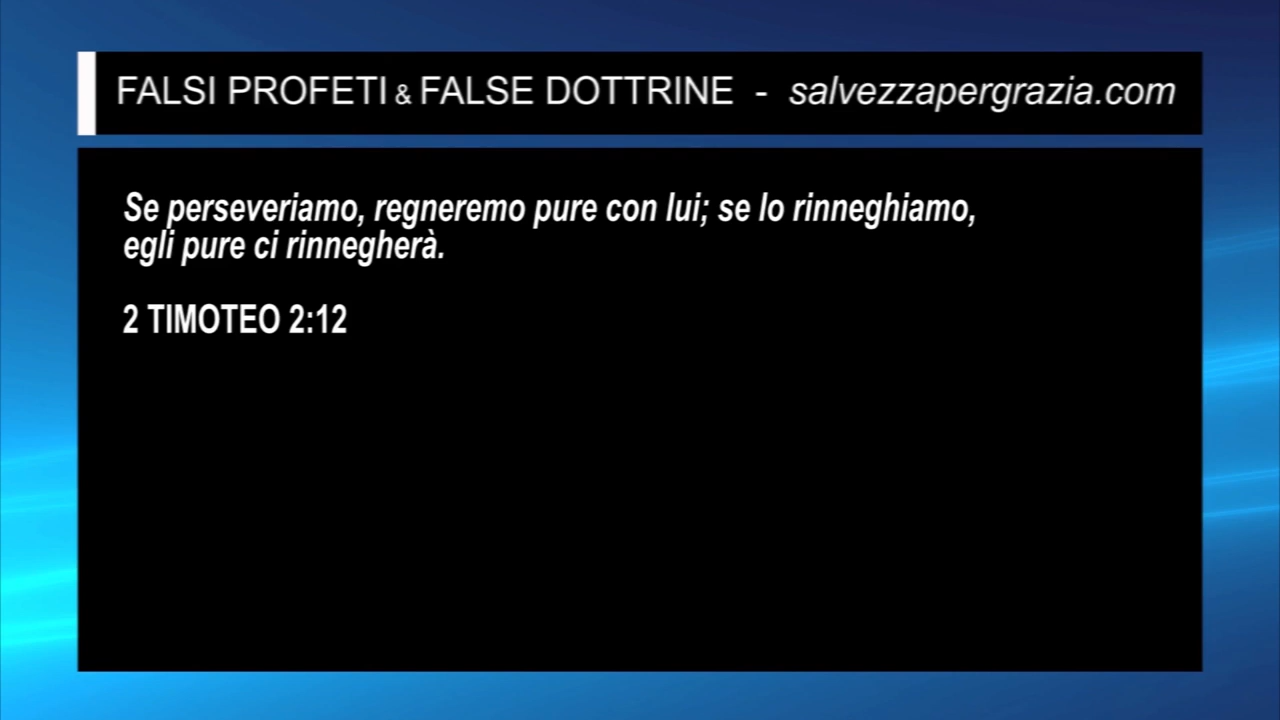 FALSI PROFETI & FALSE DOTTRINE - salvezzapergrazia.com
Se perseveriamo, regneremo pure con lui; se lo rinneghiamo,
egli pure ci rinnegherà.
2 TIMOTEO 2:12